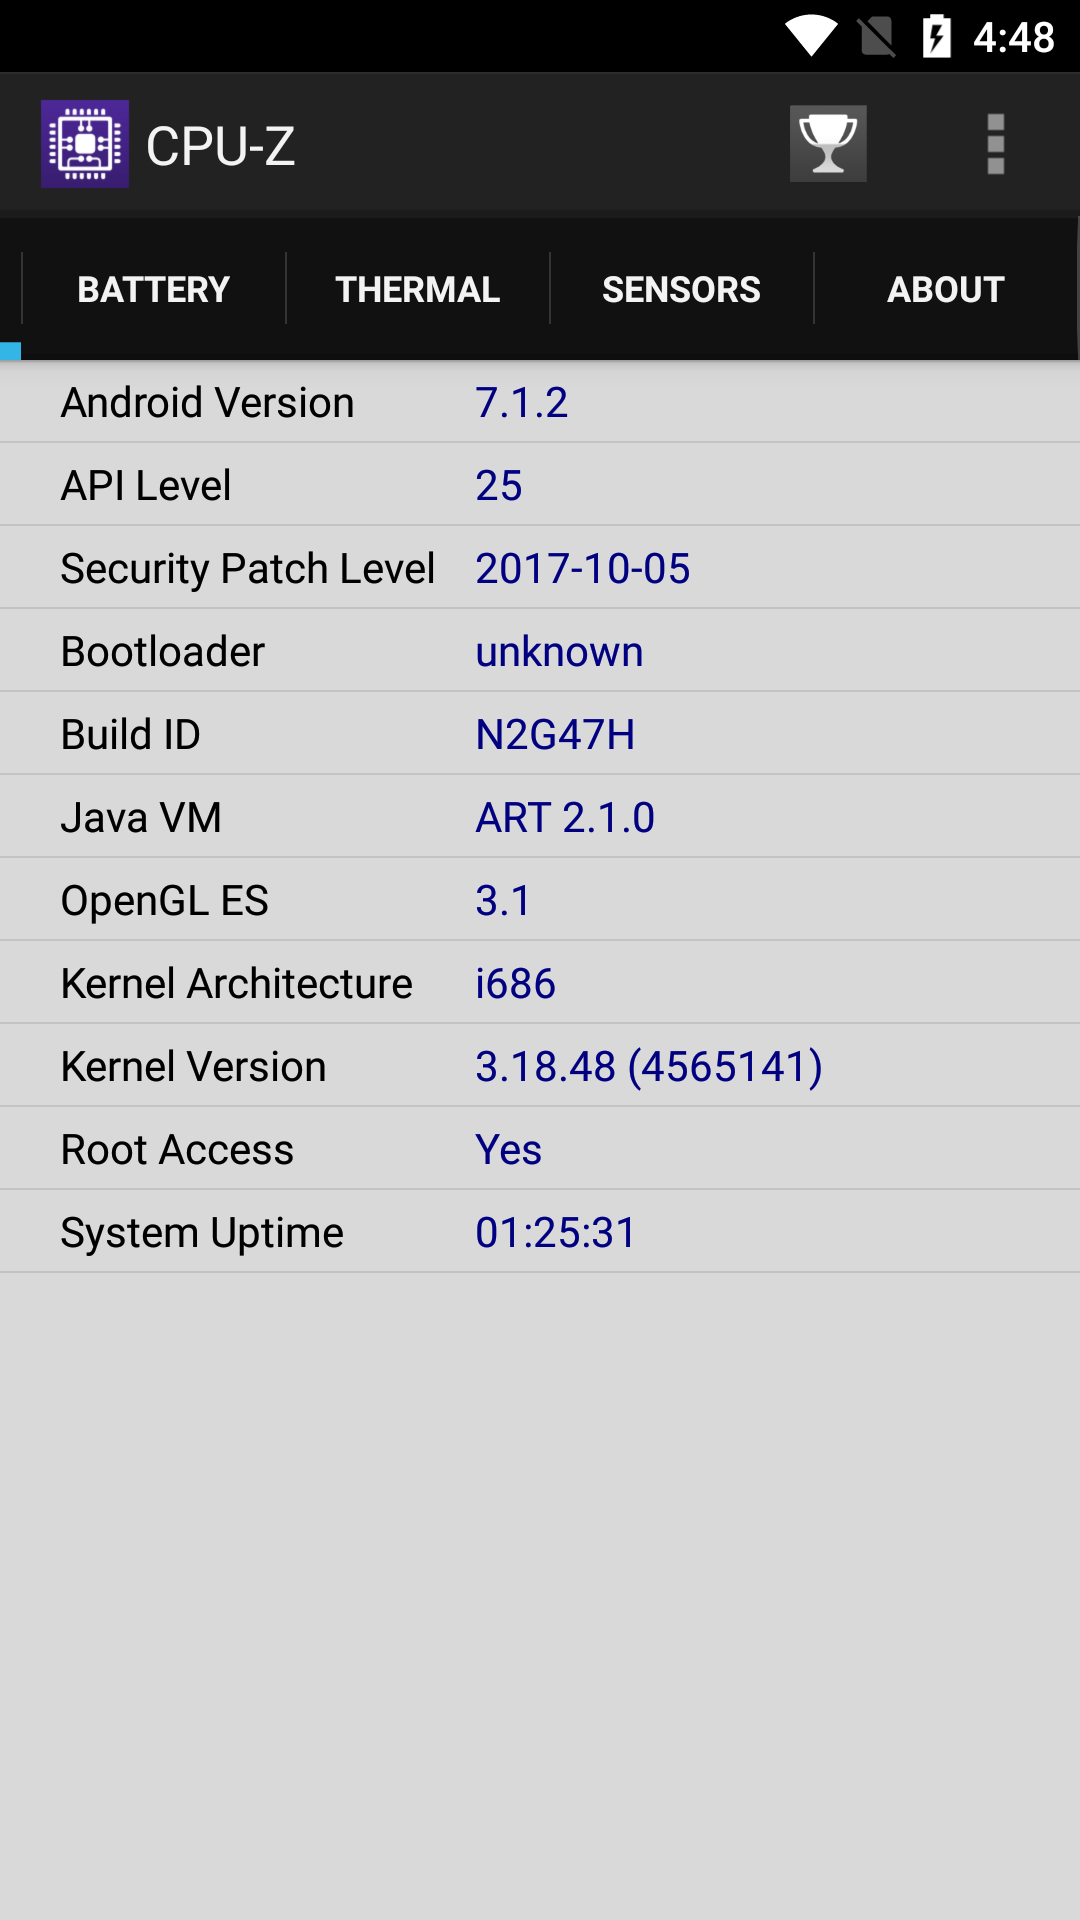 4:48
CPU-Z
BATTERY THERMAL SENSORS ABOUT
Android Version 7.1.2
API Level 25
Security Patch Level 2017-10-05
Bootloader unknown
Build ID N2G47H
Java VM ART 2.1.0
OpenGL ES 3.1
Kernel Architecture i686
Kernel Version 3.18.48 (4565141)
Root Access Yes
System Uptime 01:25:31